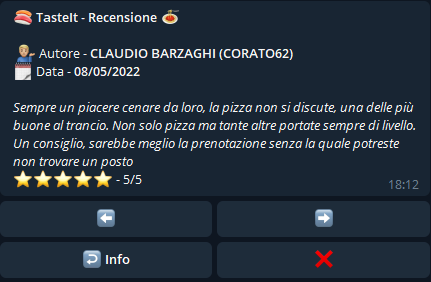 🍣 TasteIt - Recensione 🍝
👨🏼‍🍳 Autore - CLAUDIO BARZAGHI (CORATO62)
🗓 Data - 08/05/2022
Sempre un piacere cenare da loro, la pizza non si discute, una delle più
buone al trancio. Non solo pizza ma tante altre portate sempre di livello.
Un consiglio, sarebbe meglio la prenotazione senza la quale potreste
non trovare un posto
⭐⭐⭐⭐⭐ - 5/5
18:12
⬅️ ➡️
↩️ Info ❌